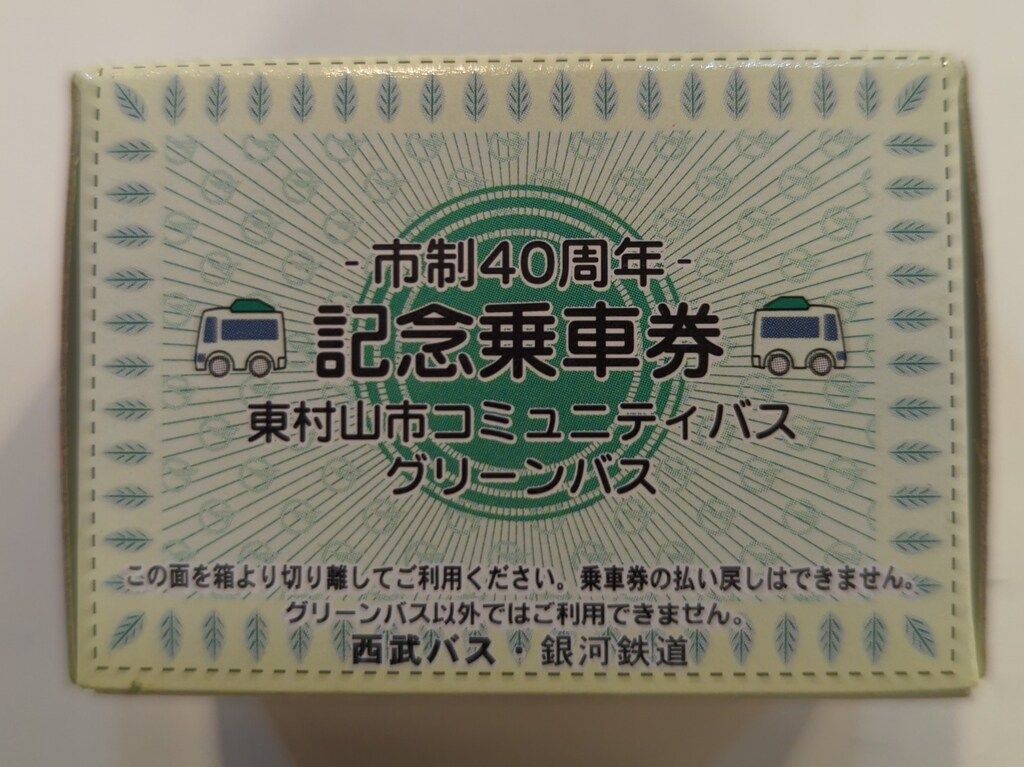 - 市制40周年 -
記念乗車券
東村山市コミュニティバス
グリーンバス
この面を箱より切り離してご利用ください。乗車券の払い戻しはできません。
グリーンバス以外ではご利用できません。
西武バス・銀河鉄道